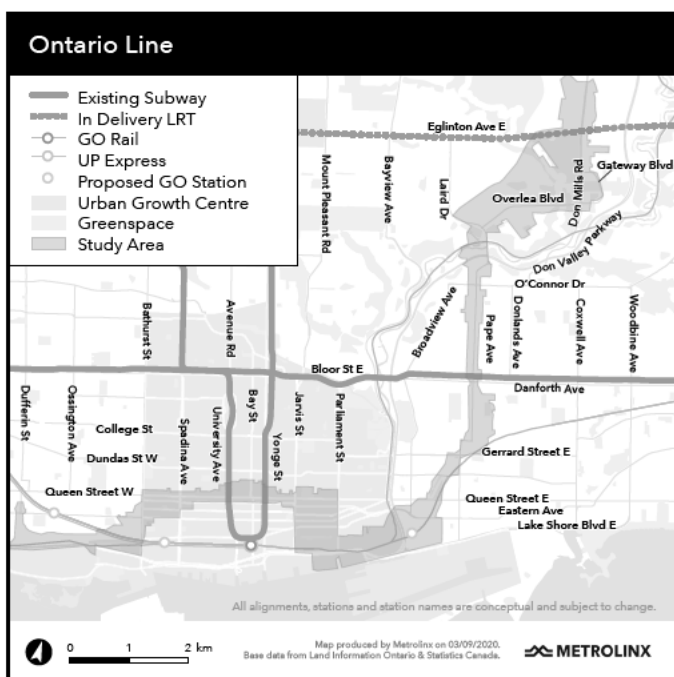 Ontario Line
Existing Subway
In Delivery LRT
GO Rail
UP Express
Proposed GO Station
Urban Growth Centre
Greenspace
Study Area
Eglinton Ave E
Gateway Blvd
Don Mills Rd
Overlea Blvd
Mount Pleasant Rd
Bayview Ave
Laird Dr
Don Valley Parkway
O'Connor Dr
Bathurst St
Avenue Rd
Broadview Ave
Pape Ave
Donlands Ave
Coxwell Ave
Woodbine Ave
Bloor St E
Danforth Ave
Dufferin St
Ossington Ave
Spadina Ave
University Ave
Bay St
Yonge St
Jarvis St
Parliament St
College St
Dundas St W
Gerrard Street E
Queen Street W
Queen Street E
Eastern Ave
Lake Shore Blvd E
All alignments, stations and station names are conceptual and subject to change.
0 1 2 km
Map produced by Metrolinx on 03/09/2020.
Base data from Land Information Ontario & Statistics Canada.
METROLINX